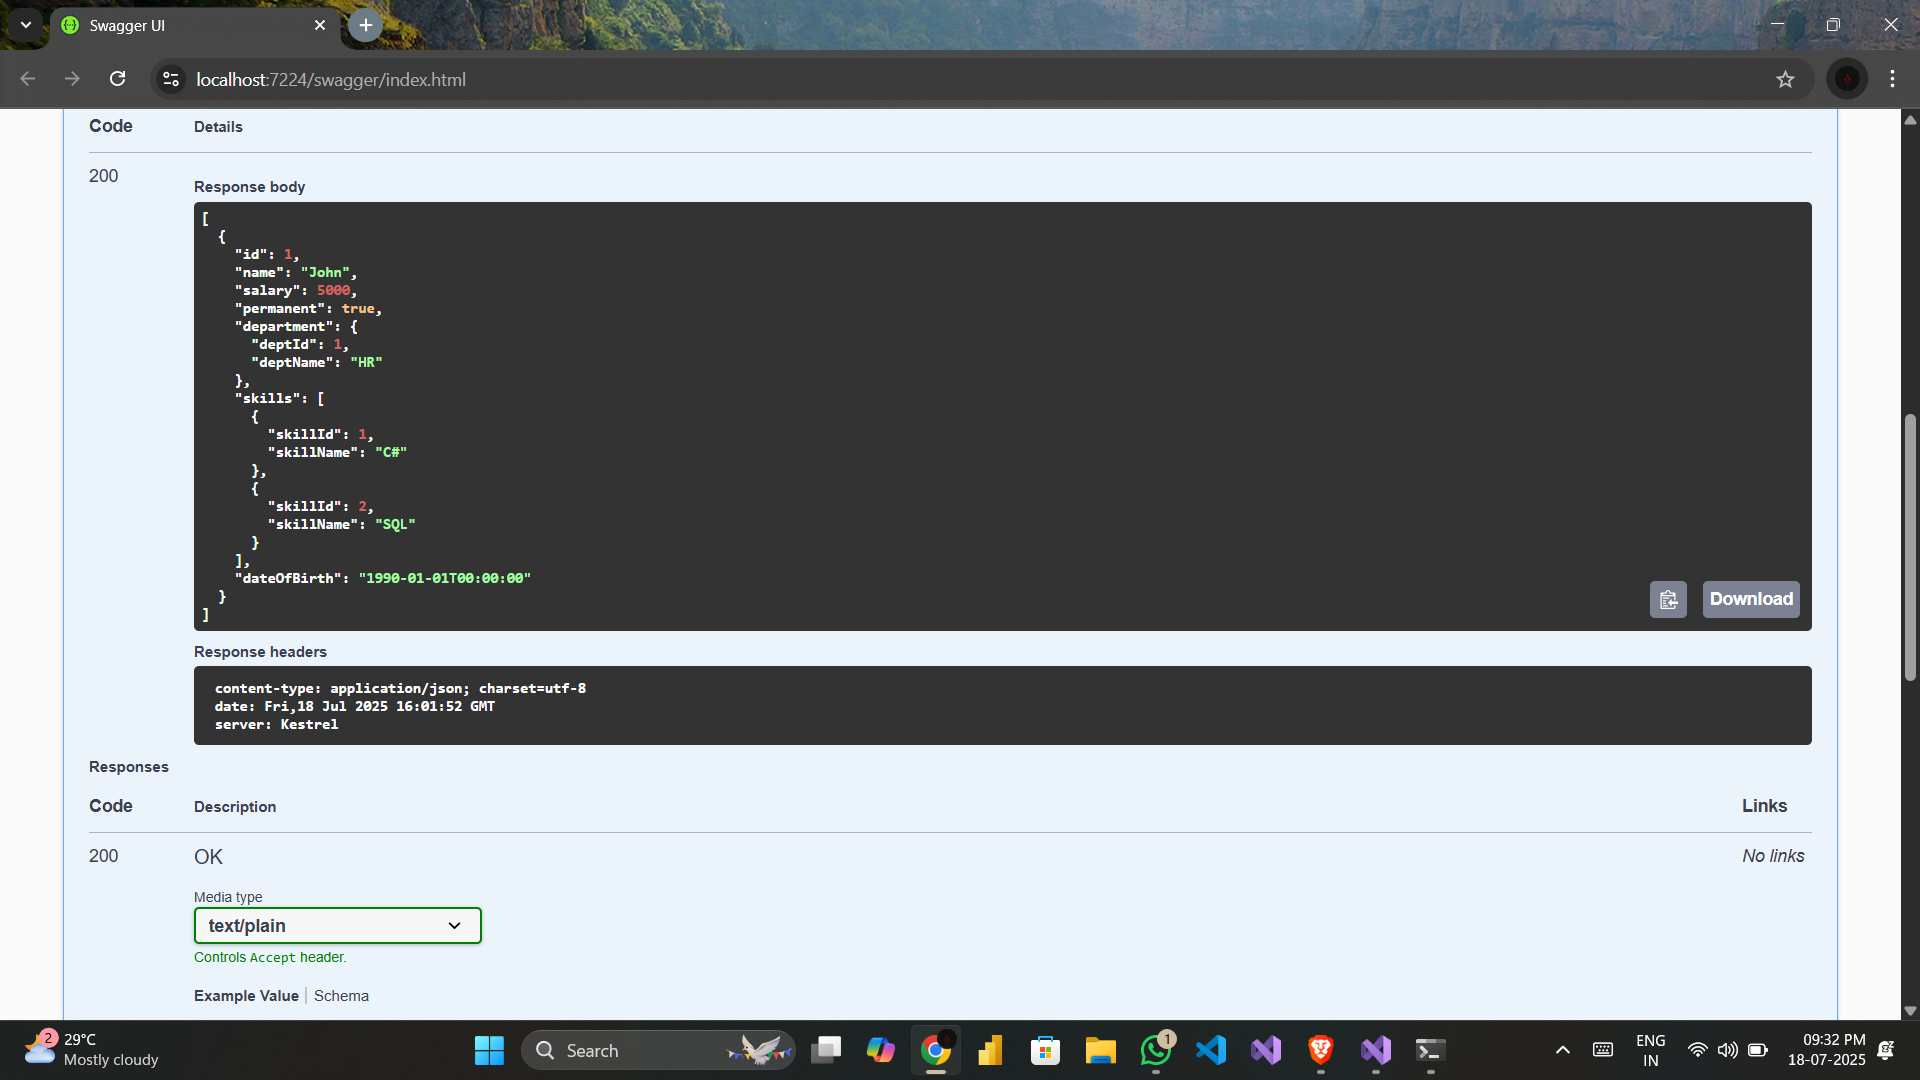 Swagger UI
localhost:7224/swagger/index.html
Code Details
200
Response body
[
  {
    "id": 1,
    "name": "John",
    "salary": 5000,
    "permanent": true,
    "department": {
      "deptId": 1,
      "deptName": "HR"
    },
    "skills": [
      {
        "skillId": 1,
        "skillName": "C#"
      },
      {
        "skillId": 2,
        "skillName": "SQL"
      }
    ],
    "dateOfBirth": "1990-01-01T00:00:00"
  }
]
Download
Response headers
content-type: application/json; charset=utf-8
date: Fri,18 Jul 2025 16:01:52 GMT
server: Kestrel
Responses
Code Description Links
200 OK No links
Media type
text/plain
Controls Accept header.
Example Value Schema
2
29°C
Mostly cloudy
Search
1
ENG
IN
09:32 PM
18-07-2025